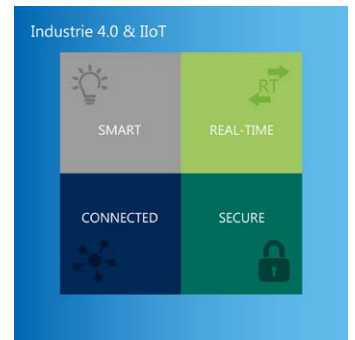 Industrie 4.0 & IIoT
RT
SMART
REAL-TIME
CONNECTED
SECURE